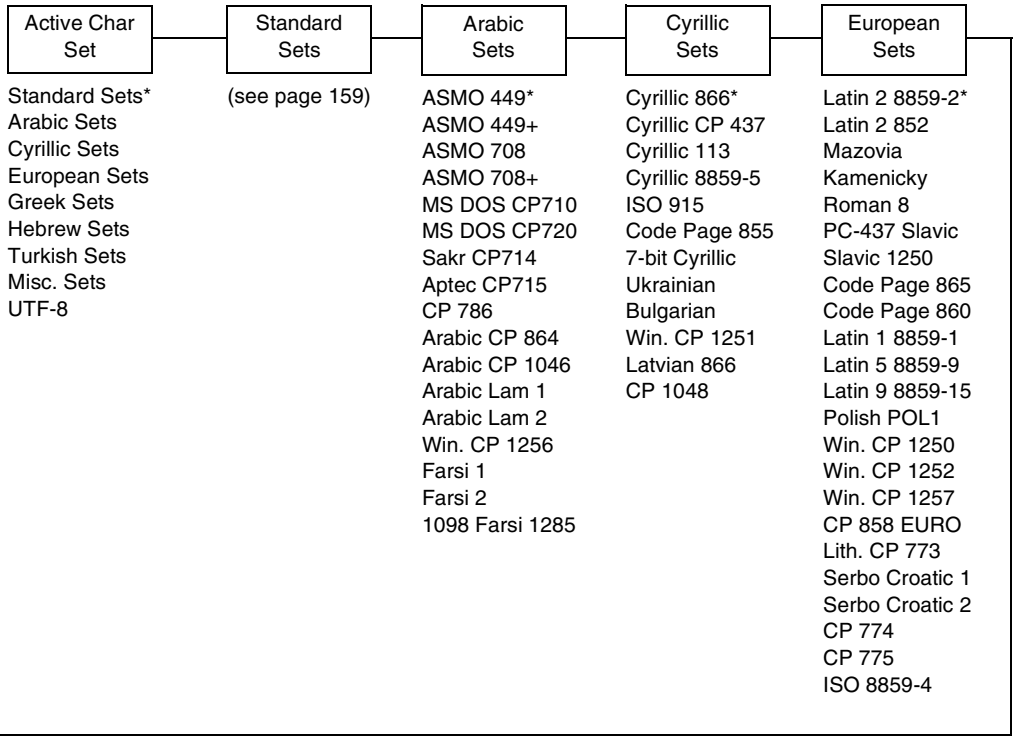 Active Char
Set
Standard Sets*
Arabic Sets
Cyrillic Sets
European Sets
Greek Sets
Hebrew Sets
Turkish Sets
Misc. Sets
UTF-8
Standard
Sets
(see page 159)
Arabic
Sets
ASMO 449*
ASMO 449+
ASMO 708
ASMO 708+
MS DOS CP710
MS DOS CP720
Sakr CP714
Aptec CP715
CP 786
Arabic CP 864
Arabic CP 1046
Arabic Lam 1
Arabic Lam 2
Win. CP 1256
Farsi 1
Farsi 2
1098 Farsi 1285
Cyrillic
Sets
Cyrillic 866*
Cyrillic CP 437
Cyrillic 113
Cyrillic 8859-5
ISO 915
Code Page 855
7-bit Cyrillic
Ukrainian
Bulgarian
Win. CP 1251
Latvian 866
CP 1048
European
Sets
Latin 2 8859-2*
Latin 2 852
Mazovia
Kamenicky
Roman 8
PC-437 Slavic
Slavic 1250
Code Page 865
Code Page 860
Latin 1 8859-1
Latin 5 8859-9
Latin 9 8859-15
Polish POL1
Win. CP 1250
Win. CP 1252
Win. CP 1257
CP 858 EURO
Lith. CP 773
Serbo Croatic 1
Serbo Croatic 2
CP 774
CP 775
ISO 8859-4